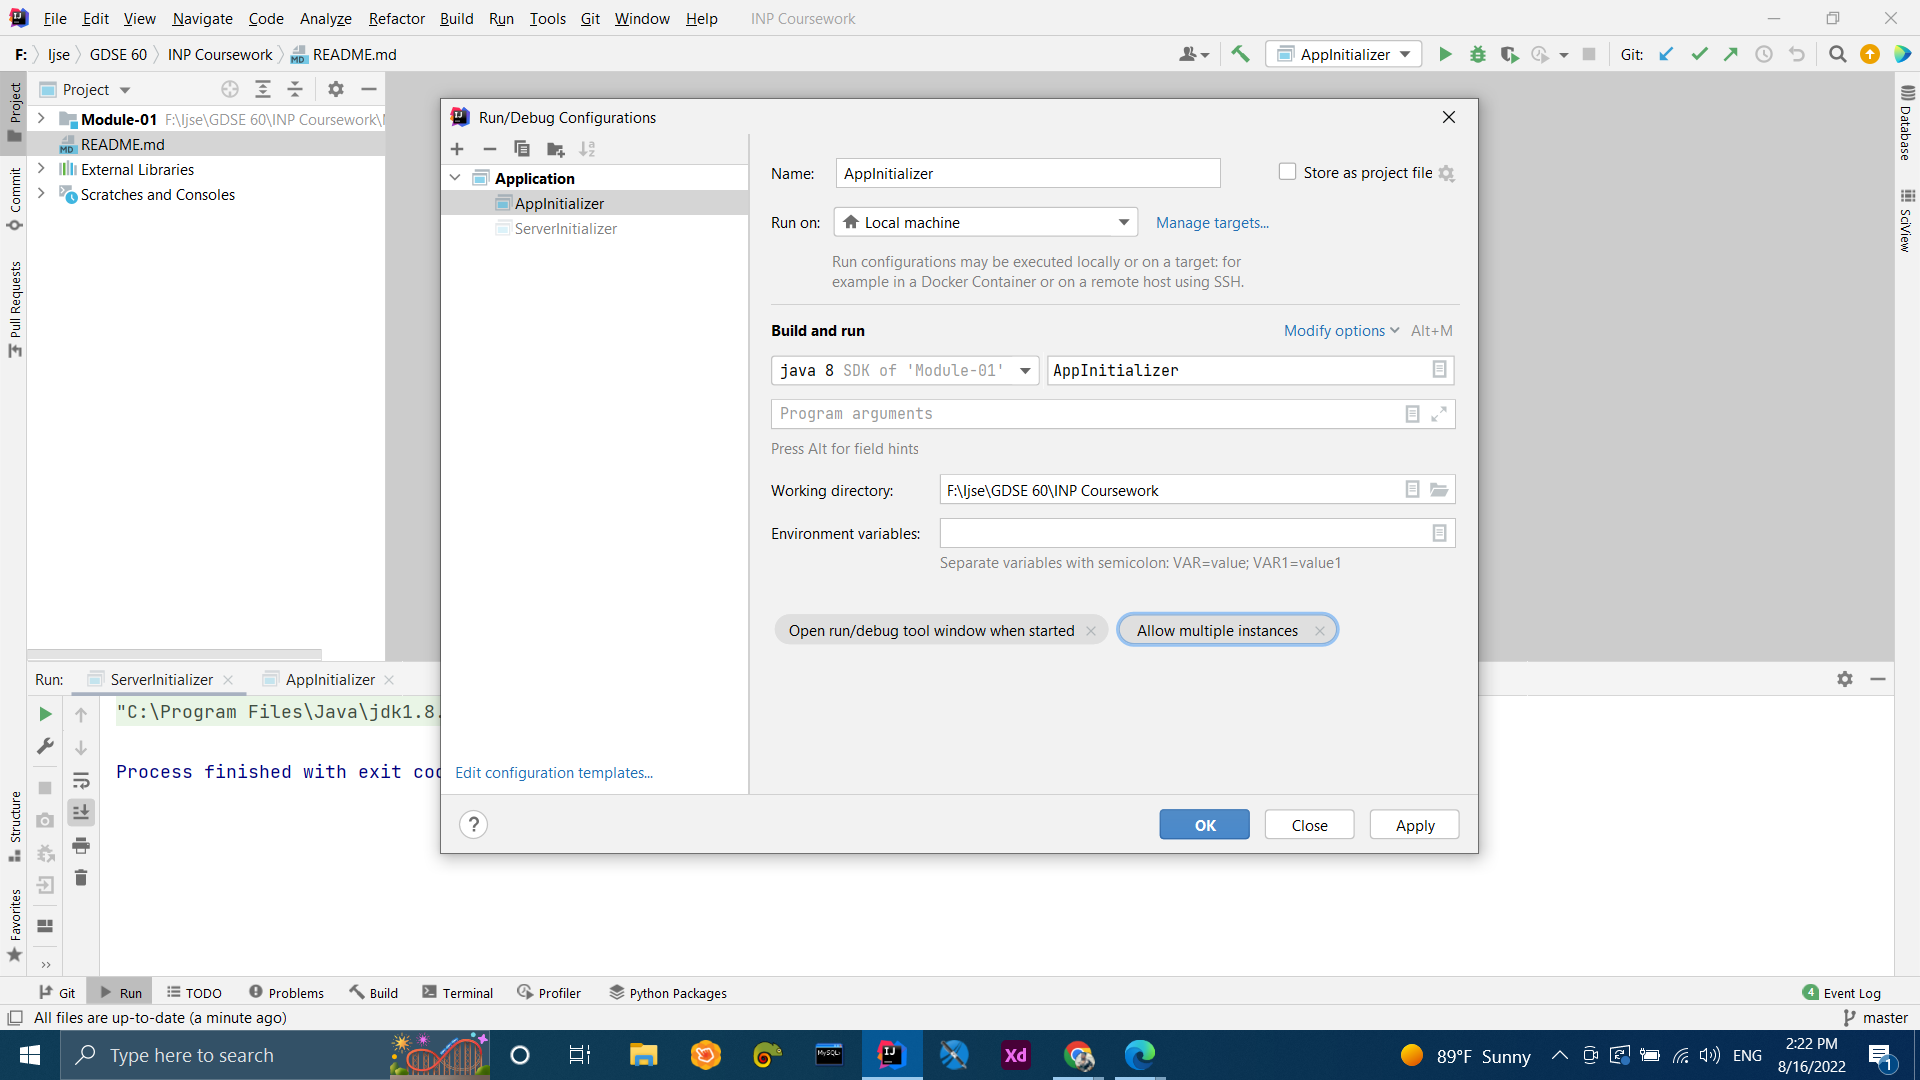 File Edit View Navigate Code Analyze Refactor Build Run Tools Git Window Help INP Coursework
F: Ijse GDSE 60 INP Coursework README.md
AppInitializer Git:
Project
Module-01 F:\Ijse\GDSE 60\INP Coursework\
README.md
External Libraries
Scratches and Consoles
Project
Commit
Pull Requests
Structure
Favorites
Database
SciView
Run/Debug Configurations
Application
AppInitializer
ServerInitializer
Edit configuration templates...
Name: AppInitializer Store as project file
Run on: Local machine Manage targets...
Run configurations may be executed locally or on a target: for
example in a Docker Container or on a remote host using SSH.
Build and run Modify options Alt+M
java 8 SDK of 'Module-01' AppInitializer
Program arguments
Press Alt for field hints
Working directory: F:\Ijse\GDSE 60\INP Coursework
Environment variables:
Separate variables with semicolon: VAR=value; VAR1=value1
Open run/debug tool window when started Allow multiple instances
? OK Close Apply
Run: ServerInitializer AppInitializer
"C:\Program Files\Java\jdk1.8.
Process finished with exit
Git Run TODO Problems Build Terminal Profiler Python Packages 4 Event Log
All files are up-to-date (a minute ago) master
Type here to search
MySQL
IJ
Xd
89°F Sunny ENG
2:22 PM
8/16/2022
1